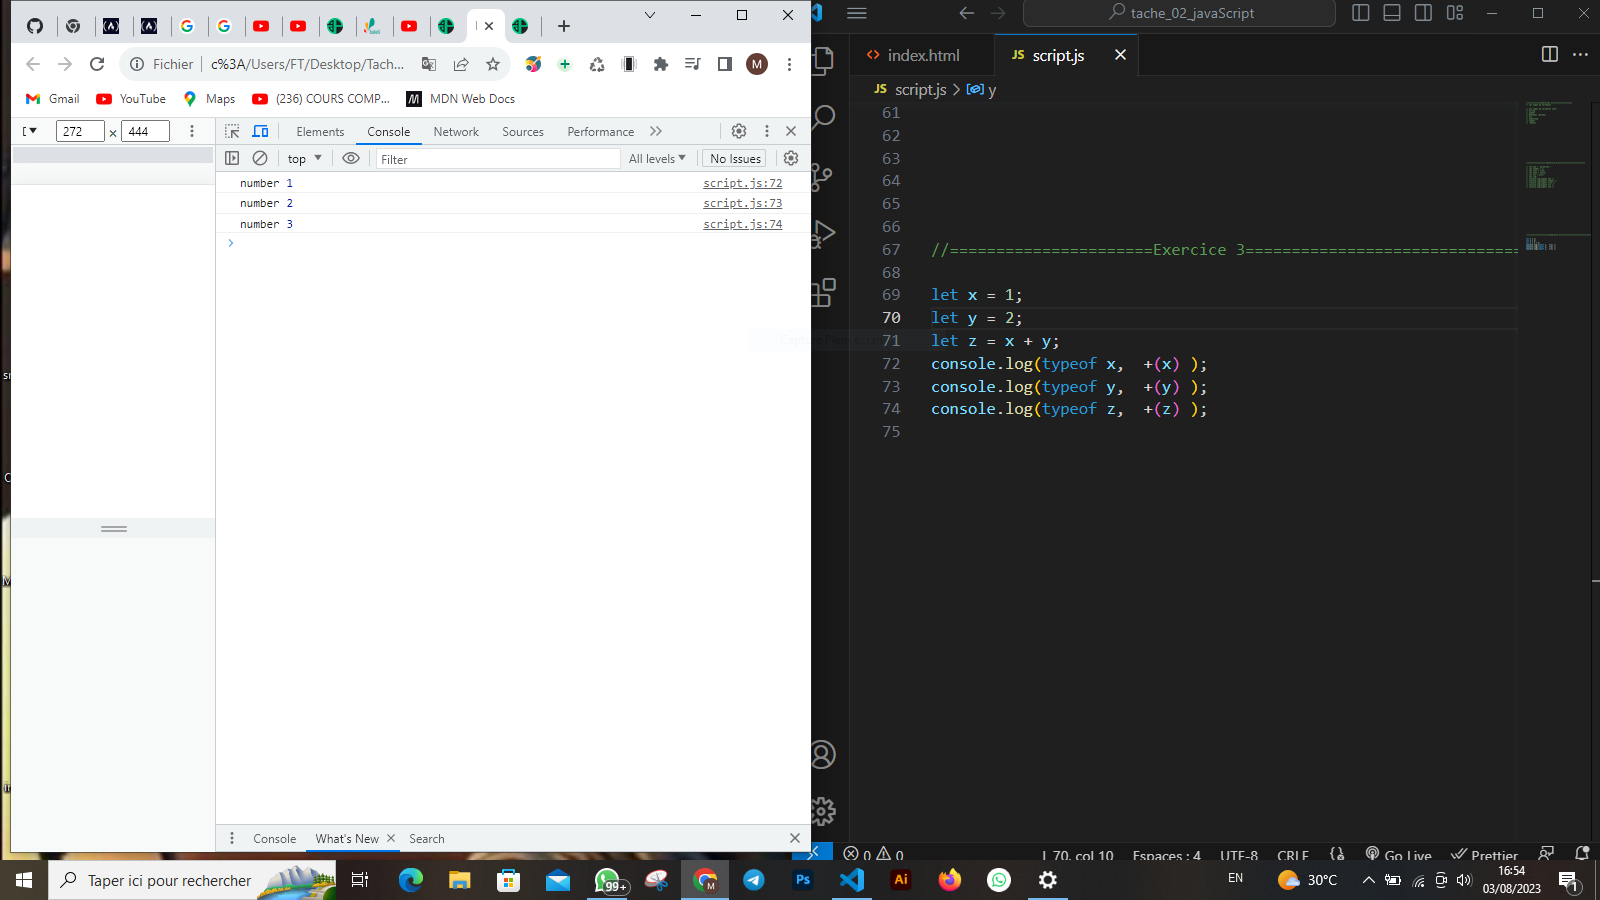 Fichier
c%3A/Users/FT/Desktop/Tach...
M
Gmail
YouTube
Maps
(236) COURS COMP...
MDN Web Docs
272 × 444
Elements
Console
Network
Sources
Performance
top
Filter
All levels
No Issues
number 1 script.js:72
number 2 script.js:73
number 3 script.js:74
Console
What's New
Search
tache_02_javaScript
index.html
JS script.js
JS script.js > y
61
62
63
64
65
66
67 //======================Exercice 3==============================
68
69 let x = 1;
70 let y = 2;
71 let z = x + y;
72 console.log(typeof x,  +(x) );
73 console.log(typeof y,  +(y) );
74 console.log(typeof z,  +(z) );
75
0 0
L 70, col 10
Espaces : 4
UTF-8
CRLF
Go Live
Prettier
Taper ici pour rechercher
99+
M
Ps
Ai
EN
30°C
16:54
03/08/2023
1